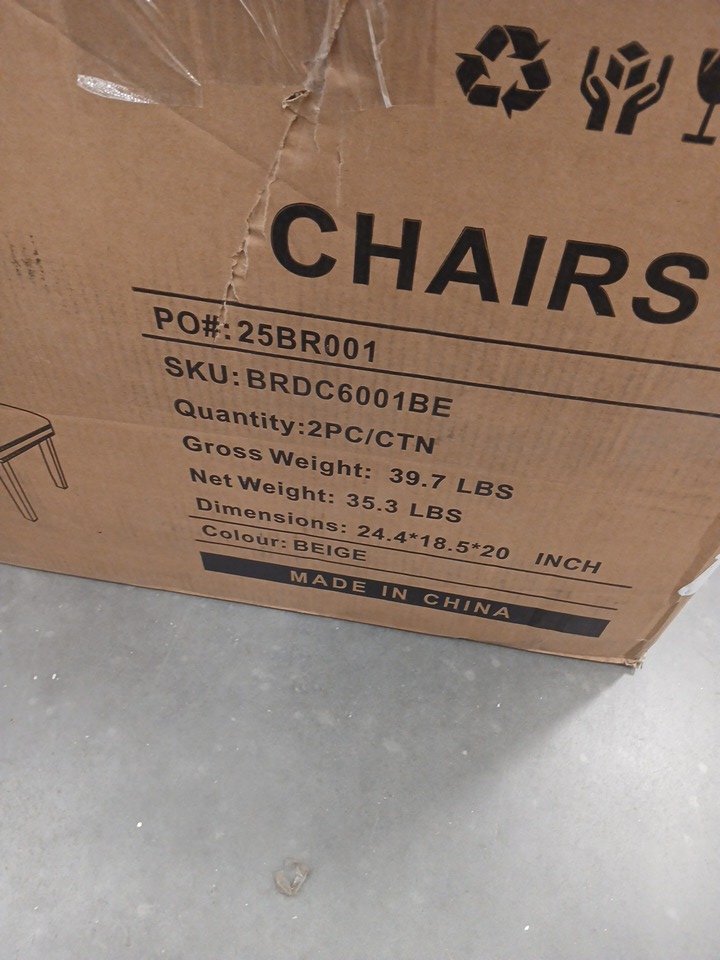 CHAIRS
PO#:25BR001
SKU:BRDC6001BE
Quantity:2PC/CTN
Gross Weight: 39.7 LBS
Net Weight: 35.3 LBS
Dimensions: 24.4*18.5*20 INCH
Colour: BEIGE
MADE IN CHINA